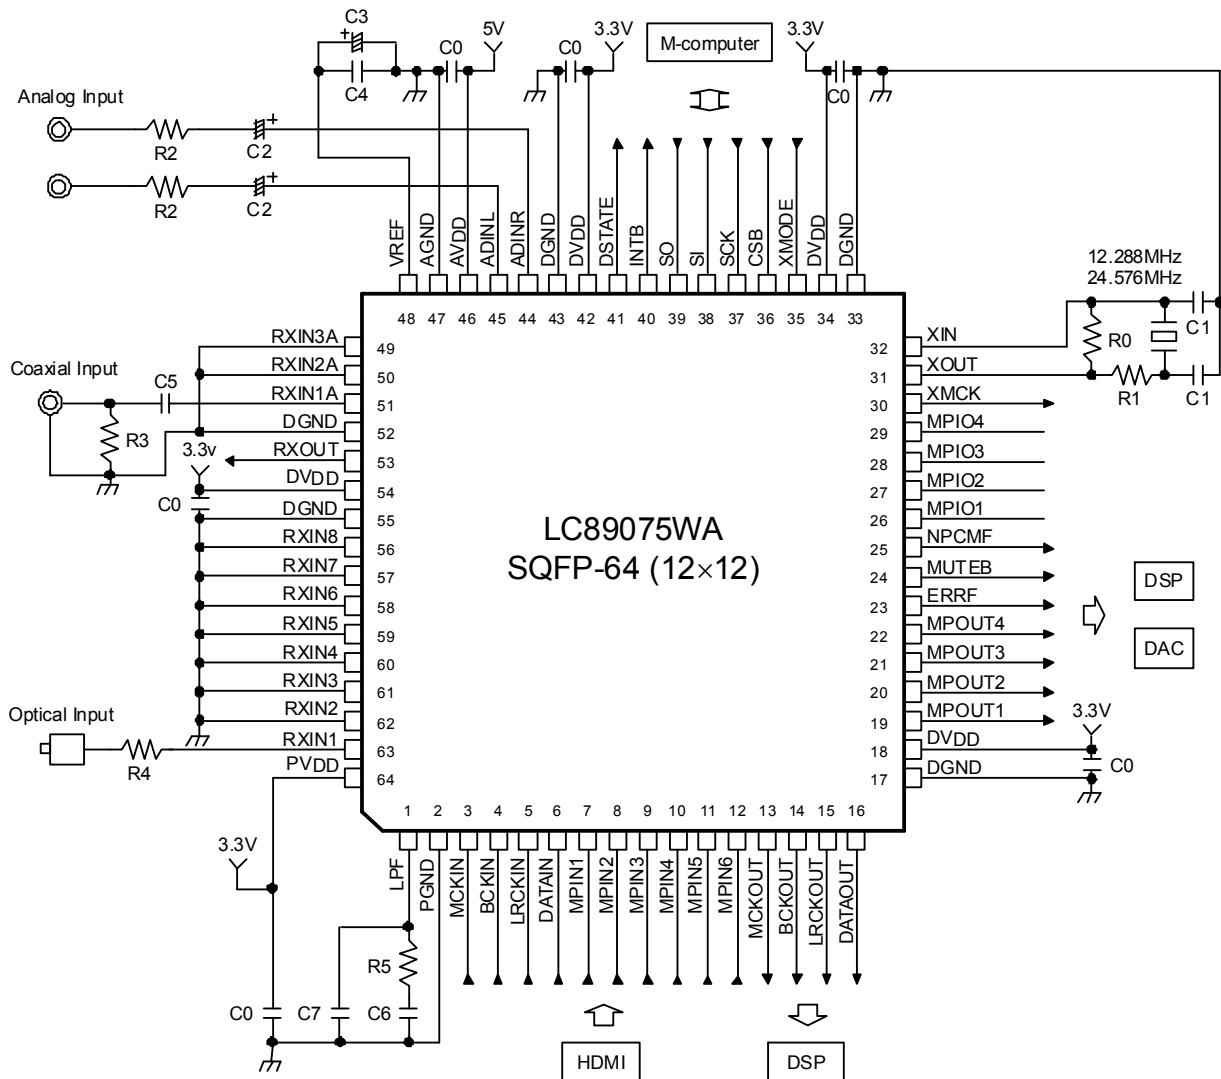 C3
C4
C0
5V
C0
3.3V
M-computer
3.3V
C0
Analog Input
R2
C2
R2
C2
VREF
AGND
AVDD
ADINL
ADINR
DGND
DVDD
DSTATE
INTB
SO
SI
SCK
CSB
XMODE
DVDD
DGND
48 47 46 45 44 43 42 41 40 39 38 37 36 35 34 33
12.288MHz
24.576MHz
R0
C1
R1
C1
Coaxial Input
C5
R3
3.3v
C0
RXIN3A 49
RXIN2A 50
RXIN1A 51
DGND 52
RXOUT 53
DVDD 54
DGND 55
RXIN8 56
RXIN7 57
RXIN6 58
RXIN5 59
RXIN4 60
RXIN3 61
RXIN2 62
RXIN1 63
PVDD 64
Optical Input
R4
LC89075WA
SQFP-64 (12×12)
32 XIN
31 XOUT
30 XMCK
29 MPIO4
28 MPIO3
27 MPIO2
26 MPIO1
25 NPCMF
24 MUTEB
23 ERRF
22 MPOUT4
21 MPOUT3
20 MPOUT2
19 MPOUT1
18 DVDD
17 DGND
DSP
DAC
3.3V
C0
1 2 3 4 5 6 7 8 9 10 11 12 13 14 15 16
LPF
PGND
MCKIN
BCKIN
LRCKIN
DATAIN
MPIN1
MPIN2
MPIN3
MPIN4
MPIN5
MPIN6
MCKOUT
BCKOUT
LRCKOUT
DATAOUT
3.3V
R5
C0
C7
C6
HDMI
DSP